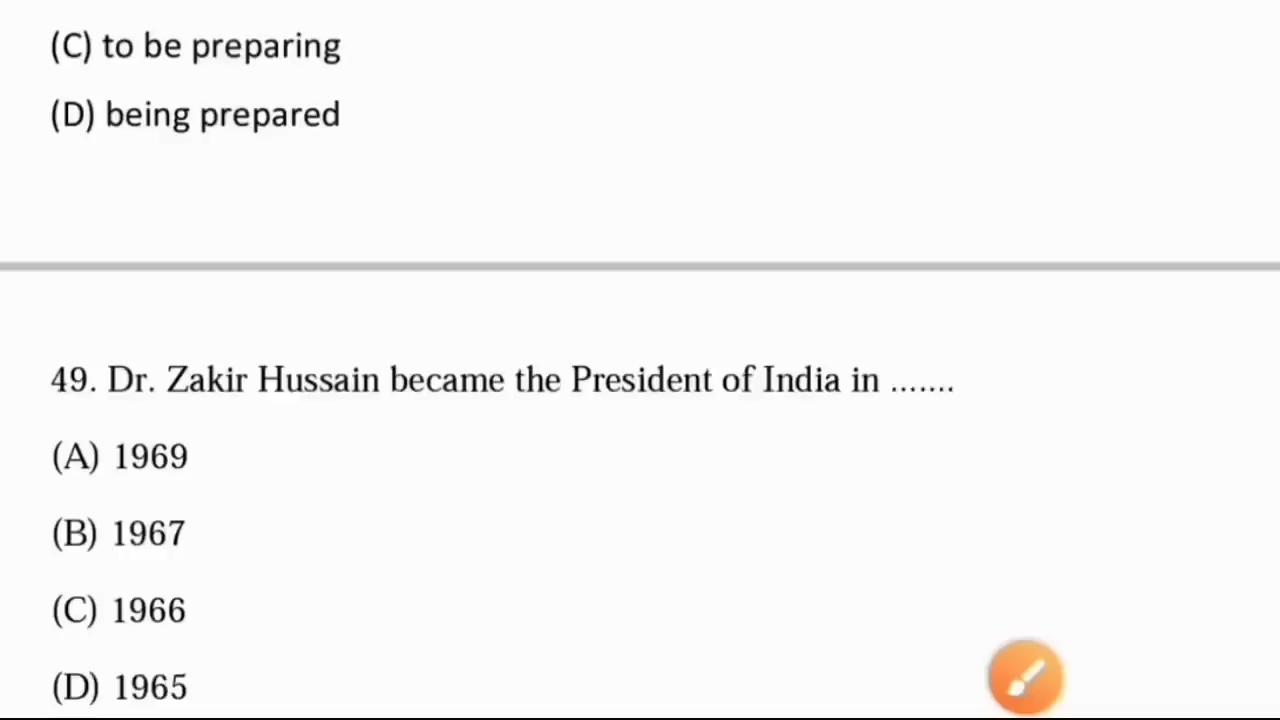 (C) to be preparing
(D) being prepared
49. Dr. Zakir Hussain became the President of India in .......
(A) 1969
(B) 1967
(C) 1966
(D) 1965